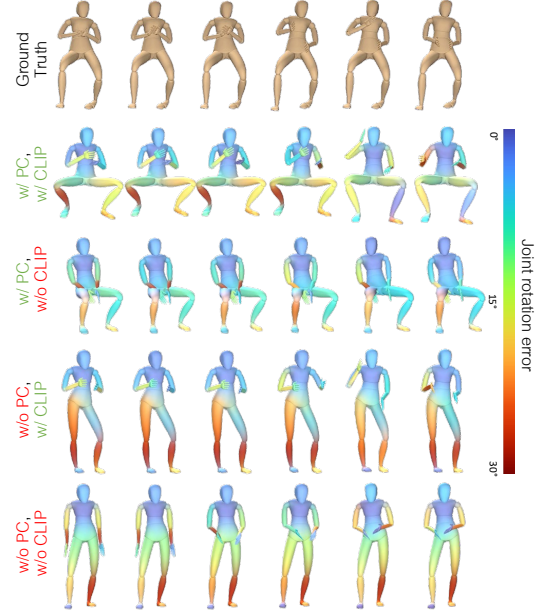 Ground
Truth
w/ PC,
w/ CLIP
w/ PC,
w/o CLIP
w/o PC,
w/ CLIP
w/o PC,
w/o CLIP
0°
15°
30°
Joint rotation error